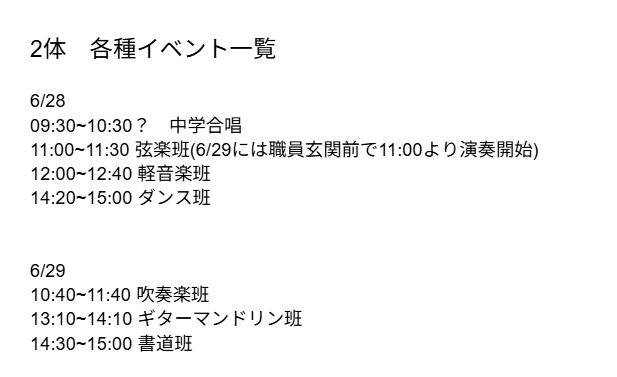 2体　各種イベント一覧
6/28
09:30~10:30？　中学合唱
11:00~11:30 弦楽班(6/29には職員玄関前で11:00より演奏開始)
12:00~12:40 軽音楽班
14:20~15:00 ダンス班
6/29
10:40~11:40 吹奏楽班
13:10~14:10 ギターマンドリン班
14:30~15:00 書道班